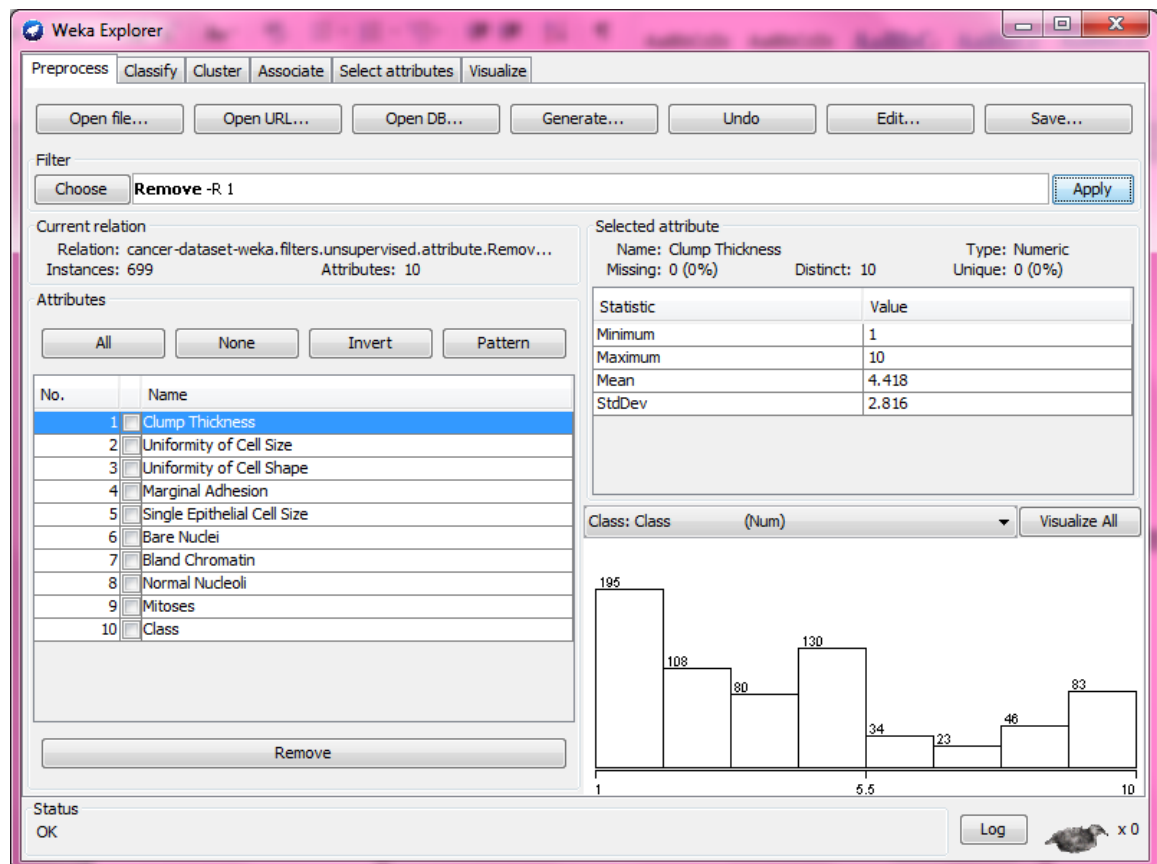 Weka Explorer
Preprocess Classify Cluster Associate Select attributes Visualize
Open file... Open URL... Open DB... Generate... Undo Edit... Save...
Filter
Choose Remove -R 1 Apply
Current relation
Relation: cancer-dataset-weka.filters.unsupervised.attribute.Remov...
Instances: 699 Attributes: 10
Attributes
All None Invert Pattern
No. Name
1 Clump Thickness
2 Uniformity of Cell Size
3 Uniformity of Cell Shape
4 Marginal Adhesion
5 Single Epithelial Cell Size
6 Bare Nuclei
7 Bland Chromatin
8 Normal Nucleoli
9 Mitoses
10 Class
Remove
Selected attribute
Name: Clump Thickness Type: Numeric
Missing: 0 (0%) Distinct: 10 Unique: 0 (0%)
Statistic Value
Minimum 1
Maximum 10
Mean 4.418
StdDev 2.816
Class: Class (Num) Visualize All
195
108
80
130
34
23
46
83
1 5.5 10
Status
OK
Log x 0